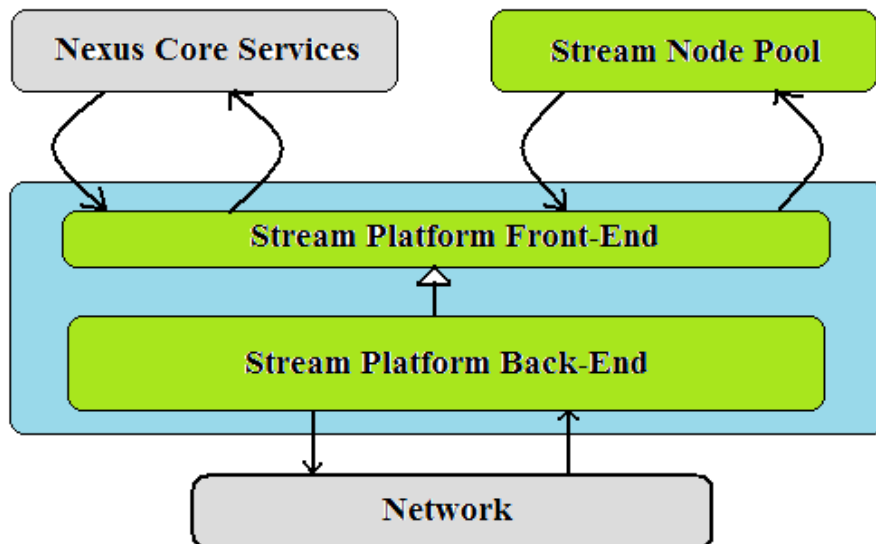 Nexus Core Services
Stream Node Pool
Stream Platform Front-End
Stream Platform Back-End
Network